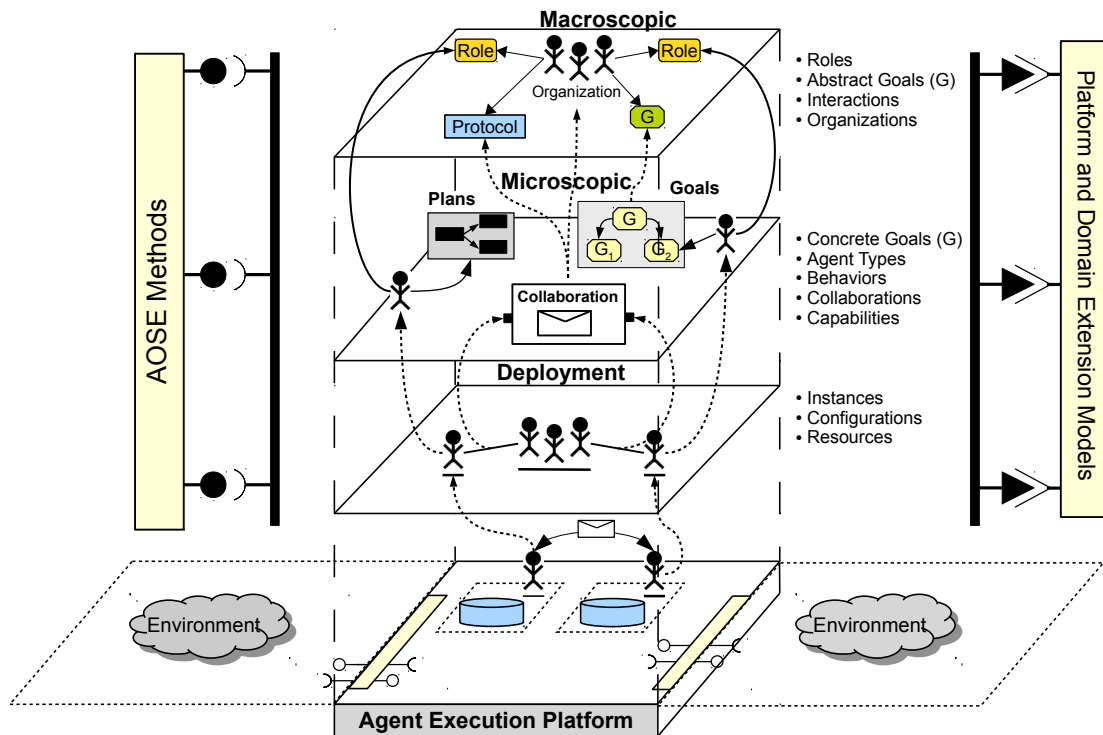 Macroscopic
Role
Role
Organization
Protocol
G
• Roles
• Abstract Goals (G)
• Interactions
• Organizations
AOSE Methods
Platform and Domain Extension Models
Microscopic
Plans
Goals
G
G1
G2
Collaboration
• Concrete Goals (G)
• Agent Types
• Behaviors
• Collaborations
• Capabilities
Deployment
• Instances
• Configurations
• Resources
Environment
Environment
Agent Execution Platform